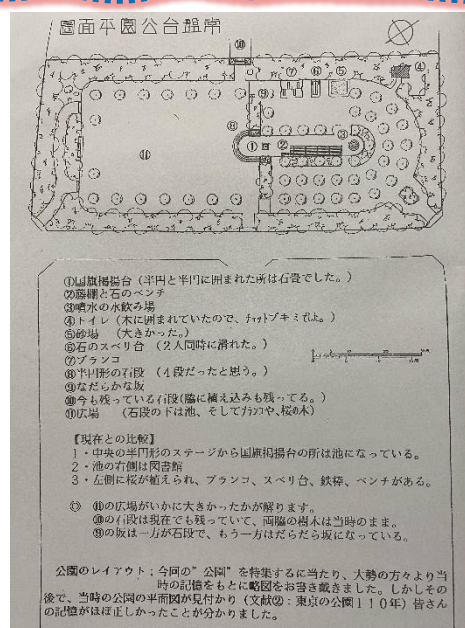 圖面平園公台盤常
①国旗掲揚台（半円と半円に囲まれた所は石畳でした。）
②藤棚と石のベンチ
③噴水の水飲み場
④トイレ（木に囲まれていたので、チョットブキミでしたよ。）
⑤砂場　（大きかった。）
⑥石のスベリ台（２人同時に滑れた。）
⑦ブランコ
⑧半円形の石段（４段だったと思う。）
⑨なだらかな坂
⑩今も残っている石段(脇に植え込みも残ってる。）
⑪広場　（石段の下は池、そしてブランコや、桜の木）
【現在との比較】
１・中央の半円形のステージから国旗掲揚台の所は池になっている。
２・池の右側は図書館
３・左側に桜が植えられ、ブランコ、スベリ台、鉄棒、ベンチがある。
◎　⑪の広場がいかに大きかったかが解ります。
⑩の石段は現在でも残っていて、両脇の樹木は当時のまま。
⑨の坂は一方が石段で、もう一方はだらだら坂になっている。
公園のレイアウト；今回の”公園”を特集するに当たり、大勢の方々より当
時の記憶をもとに略図をお書き戴きました。しかしその
後で、当時の公園の平面図が見付かり（文献②：東京の公園１１０年）皆さん
の記憶がほぼ正しかったことが分かりました。